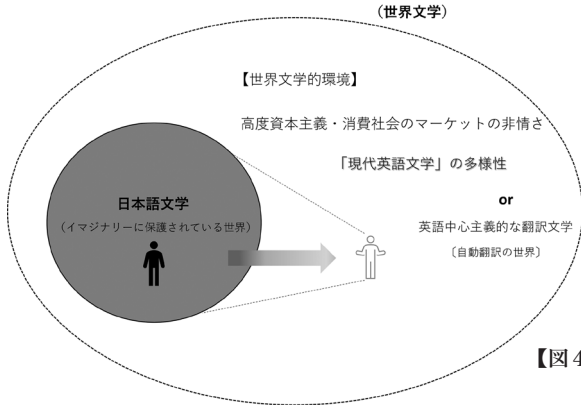 (世界文学)
【世界文学的環境】
高度資本主義・消費社会のマーケットの非情さ
「現代英語文学」の多様性
日本語文学
(イマジナリーに保護されている世界)
or
英語中心主義的な翻訳文学
〔自動翻訳の世界〕
【図4